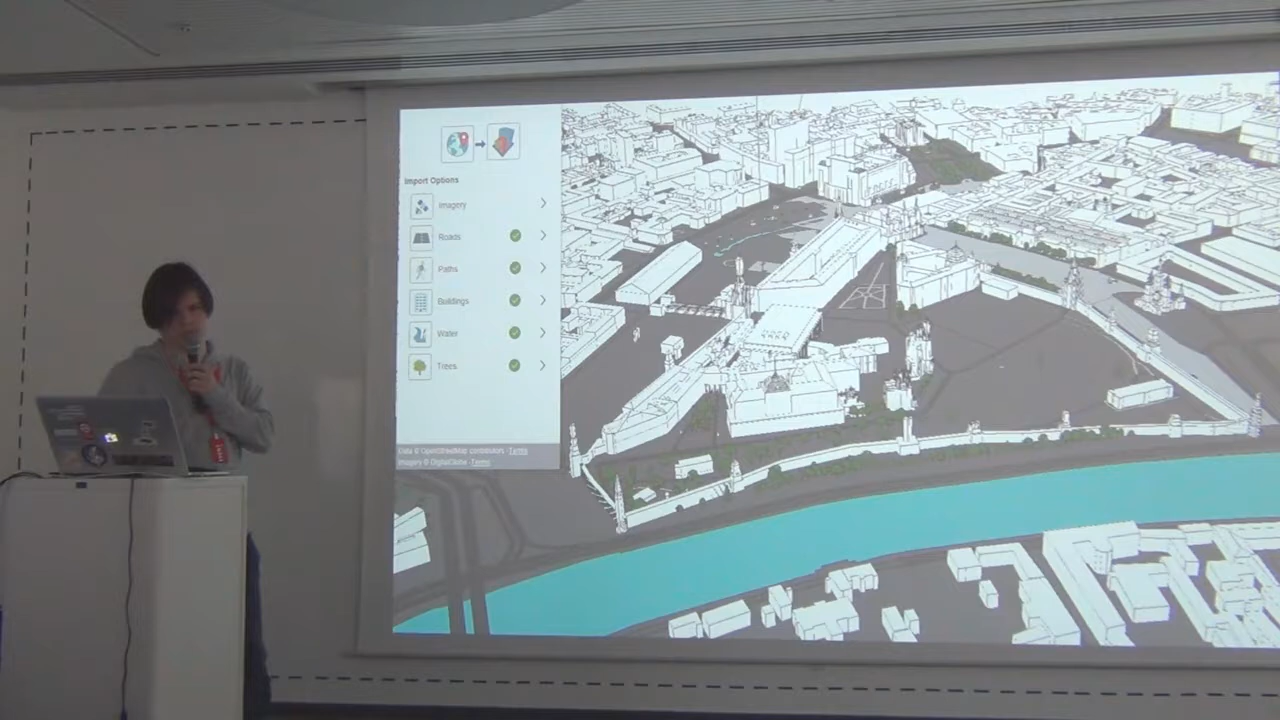 Import Options
Imagery
Roads
Paths
Buildings
Water
Trees
Data © OpenStreetMap contributors · Terms
Imagery © DigitalGlobe · Terms